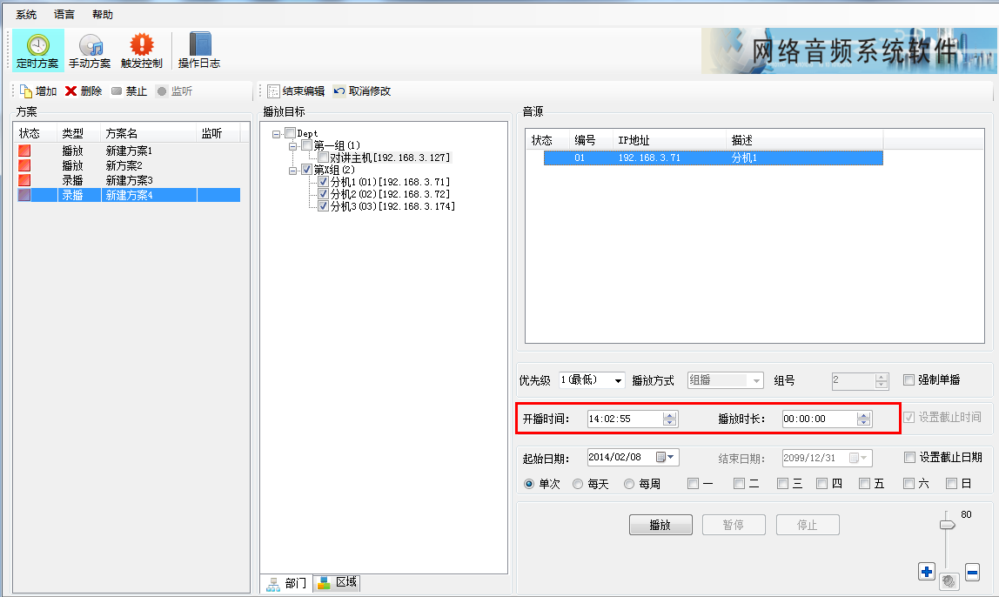 系统 语言 帮助
定时方案 手动方案 触发控制 操作日志
网络音频系统软件
增加 删除 禁止 监听
结束编辑 取消修改
方案
状态 类型 方案名 监听
播放 新建方案1
播放 新方案2
录播 新建方案3
录播 新建方案4
播放目标
Dept
第一组(1)
对讲主机[192.168.3.127]
第X组(2)
分机1(01)[192.168.3.71]
分机2(02)[192.168.3.72]
分机3(03)[192.168.3.174]
部门 区域
音源
状态 编号 IP地址 描述
01 192.168.3.71 分机1
优先级 1(最低) 播放方式 组播 组号 2 强制单播
开播时间: 14:02:55 播放时长: 00:00:00 设置截止时间
起始日期: 2014/02/08 结束日期: 2099/12/31 设置截止日期
单次 每天 每周 一 二 三 四 五 六 日
播放 暂停 停止
80